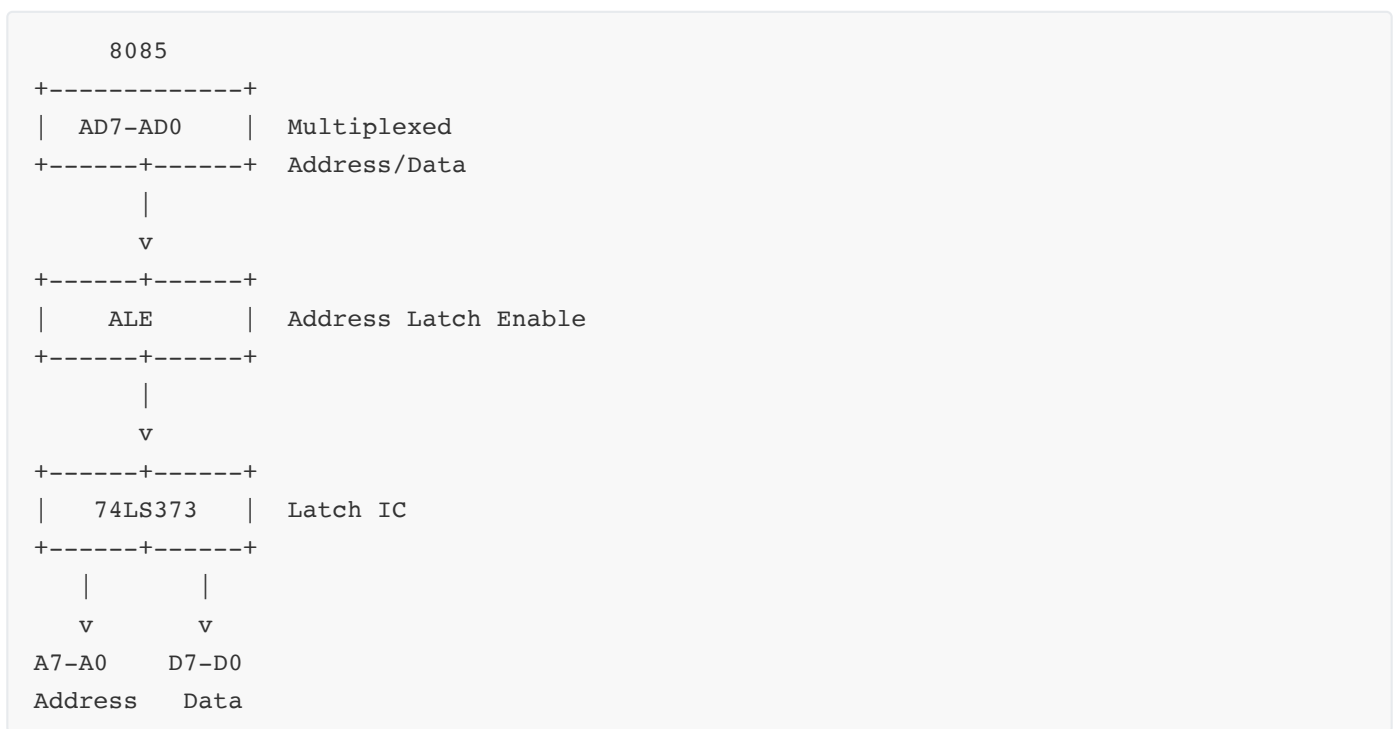 8085
+-------------+
|  AD7-AD0    |  Multiplexed
+------+------+  Address/Data
|
v
+------+------+
|    ALE      |  Address Latch Enable
+------+------+
|
v
+------+------+
|   74LS373   |  Latch IC
+------+------+
|       |
v       v
A7-A0    D7-D0
Address   Data